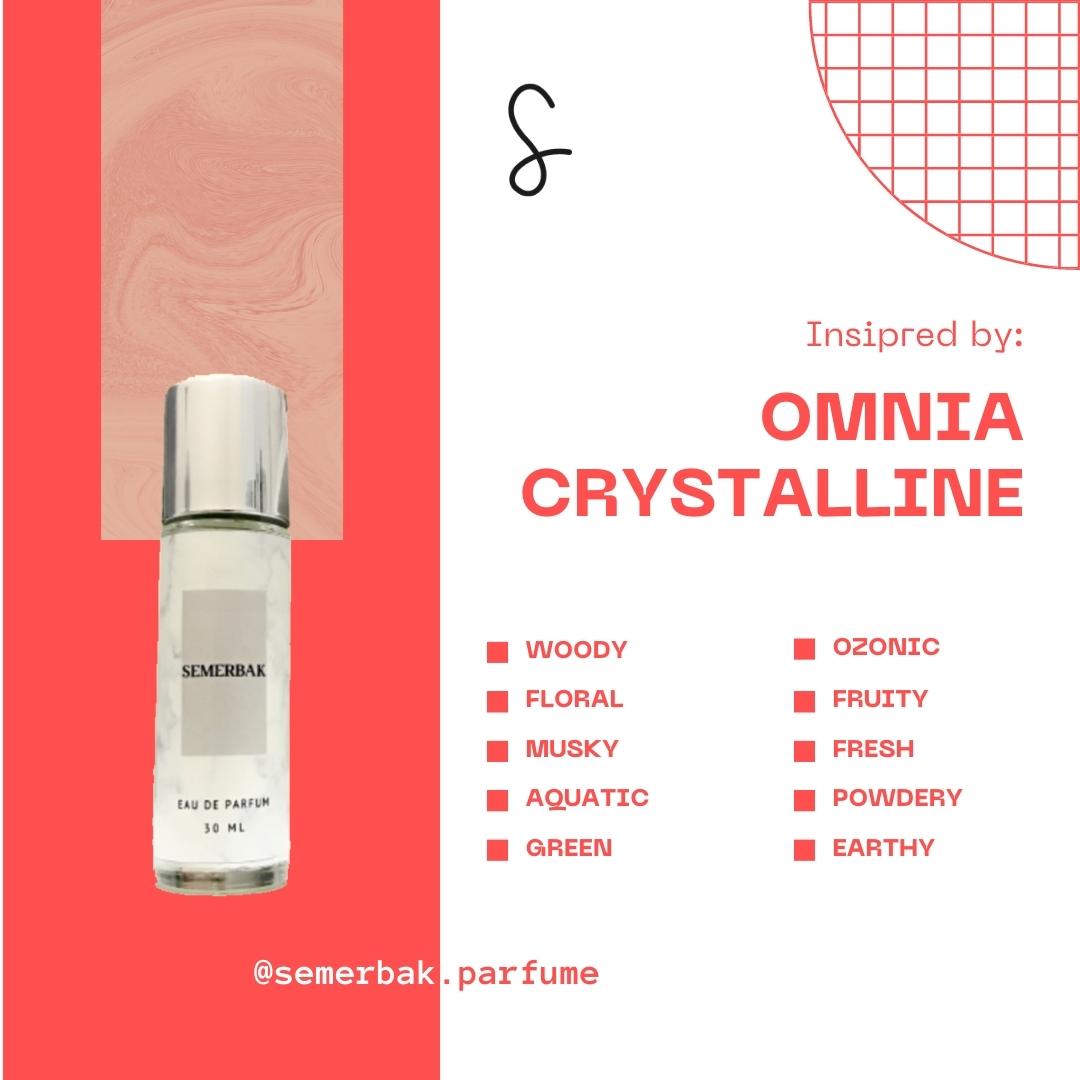 S
Insipred by:
OMNIA
CRYSTALLINE
WOODY
FLORAL
MUSKY
AQUATIC
GREEN
OZONIC
FRUITY
FRESH
POWDERY
EARTHY
SEMERBAK
EAU DE PARFUM
30 ML
@semerbak.parfume